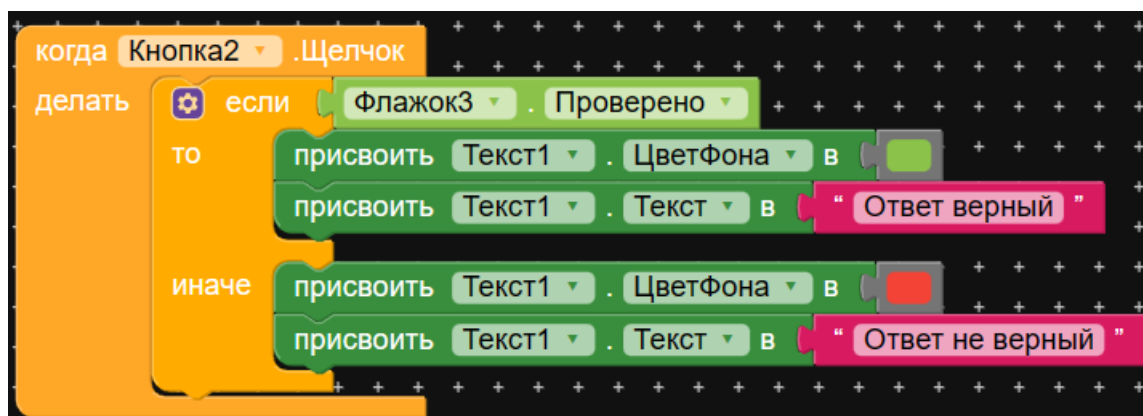 когда Кнопка2 .Щелчок
делать если Флажок3 . Проверено
то присвоить Текст1 . ЦветФона в
присвоить Текст1 . Текст в “ Ответ верный ”
иначе присвоить Текст1 . ЦветФона в
присвоить Текст1 . Текст в “ Ответ не верный ”